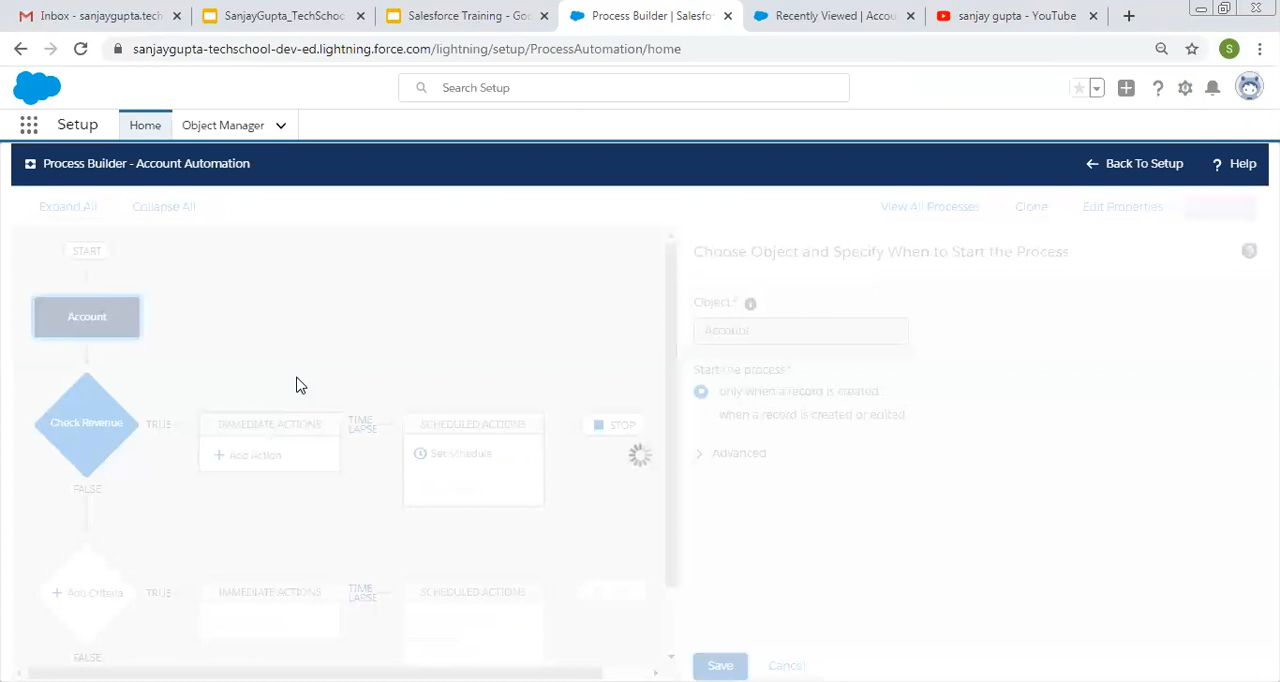 Inbox - sanjaygupta.tech
SanjayGupta_TechSchoo
Salesforce Training - Goo
Process Builder | Salesfo
Recently Viewed | Accou
sanjay gupta - YouTube
sanjaygupta-techschool-dev-ed.lightning.force.com/lightning/setup/ProcessAutomation/home
S
Search Setup
Setup
Home
Object Manager
Process Builder - Account Automation
Back To Setup
? Help
Expand All
Collapse All
View All Processes
Clone
Edit Properties
START
Choose Object and Specify When to Start the Process
Account
Object*
Account
Start the process*
only when a record is created
when a record is created or edited
Check Revenue
TRUE
IMMEDIATE ACTIONS
TIME LAPSE
SCHEDULED ACTIONS
STOP
+ Add Action
Set Schedule
Advanced
FALSE
+ Add Criteria
TRUE
IMMEDIATE ACTIONS
TIME LAPSE
SCHEDULED ACTIONS
FALSE
Save
Cancel